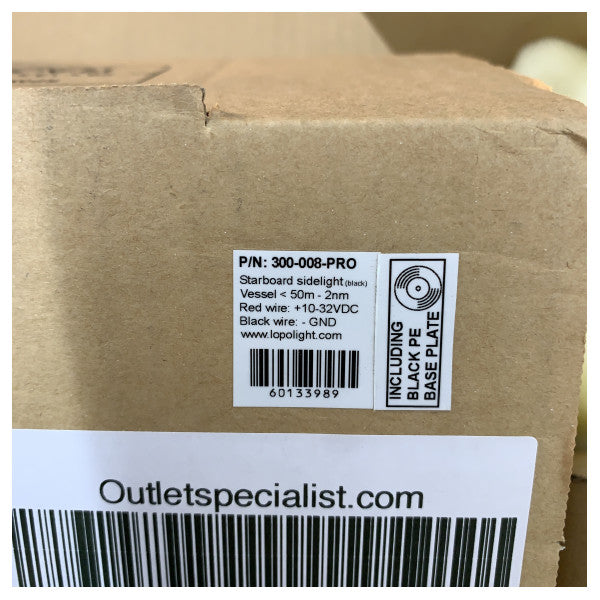 P/N: 300-008-PRO
Starboard sidelight (black)
Vessel < 50m - 2nm
Red wire: +10-32VDC
Black wire: - GND
www.lopolight.com
60133989
INCLUDING
BLACK PE
BASE PLATE
Outletspecialist.com